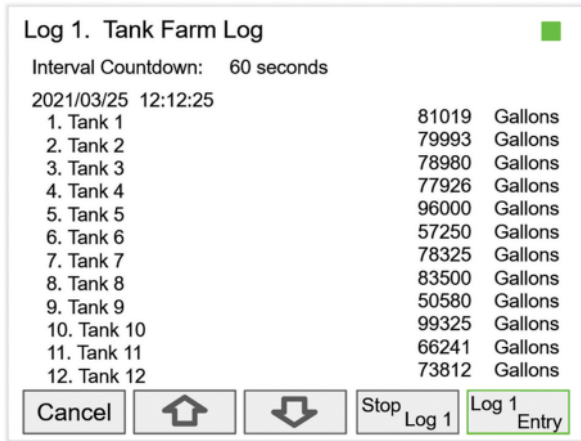 Log 1. Tank Farm Log
Interval Countdown: 60 seconds
2021/03/25 12:12:25
1. Tank 1 81019 Gallons
2. Tank 2 79993 Gallons
3. Tank 3 78980 Gallons
4. Tank 4 77926 Gallons
5. Tank 5 96000 Gallons
6. Tank 6 57250 Gallons
7. Tank 7 78325 Gallons
8. Tank 8 83500 Gallons
9. Tank 9 50580 Gallons
10. Tank 10 99325 Gallons
11. Tank 11 66241 Gallons
12. Tank 12 73812 Gallons
Cancel
Stop
Log 1
Log 1
Entry